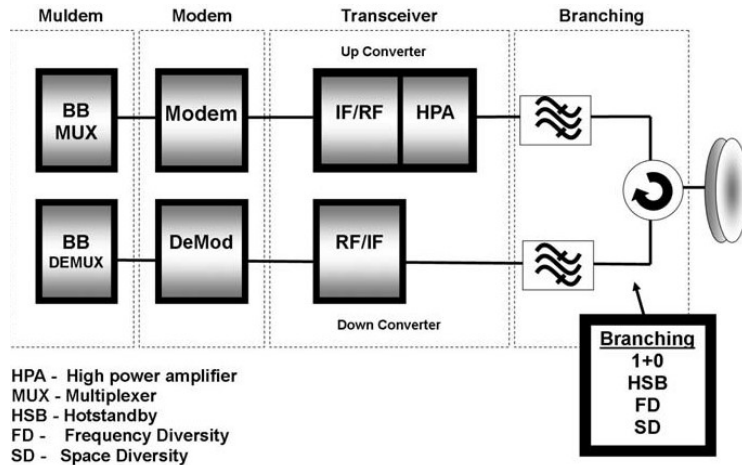 Muldem
Modem
Transceiver
Branching
Up Converter
BB
MUX
Modem
IF/RF
HPA
BB
DEMUX
DeMod
RF/IF
Down Converter
Branching
1+0
HSB
FD
SD
HPA - High power amplifier
MUX - Multiplexer
HSB - Hotstandby
FD - Frequency Diversity
SD - Space Diversity